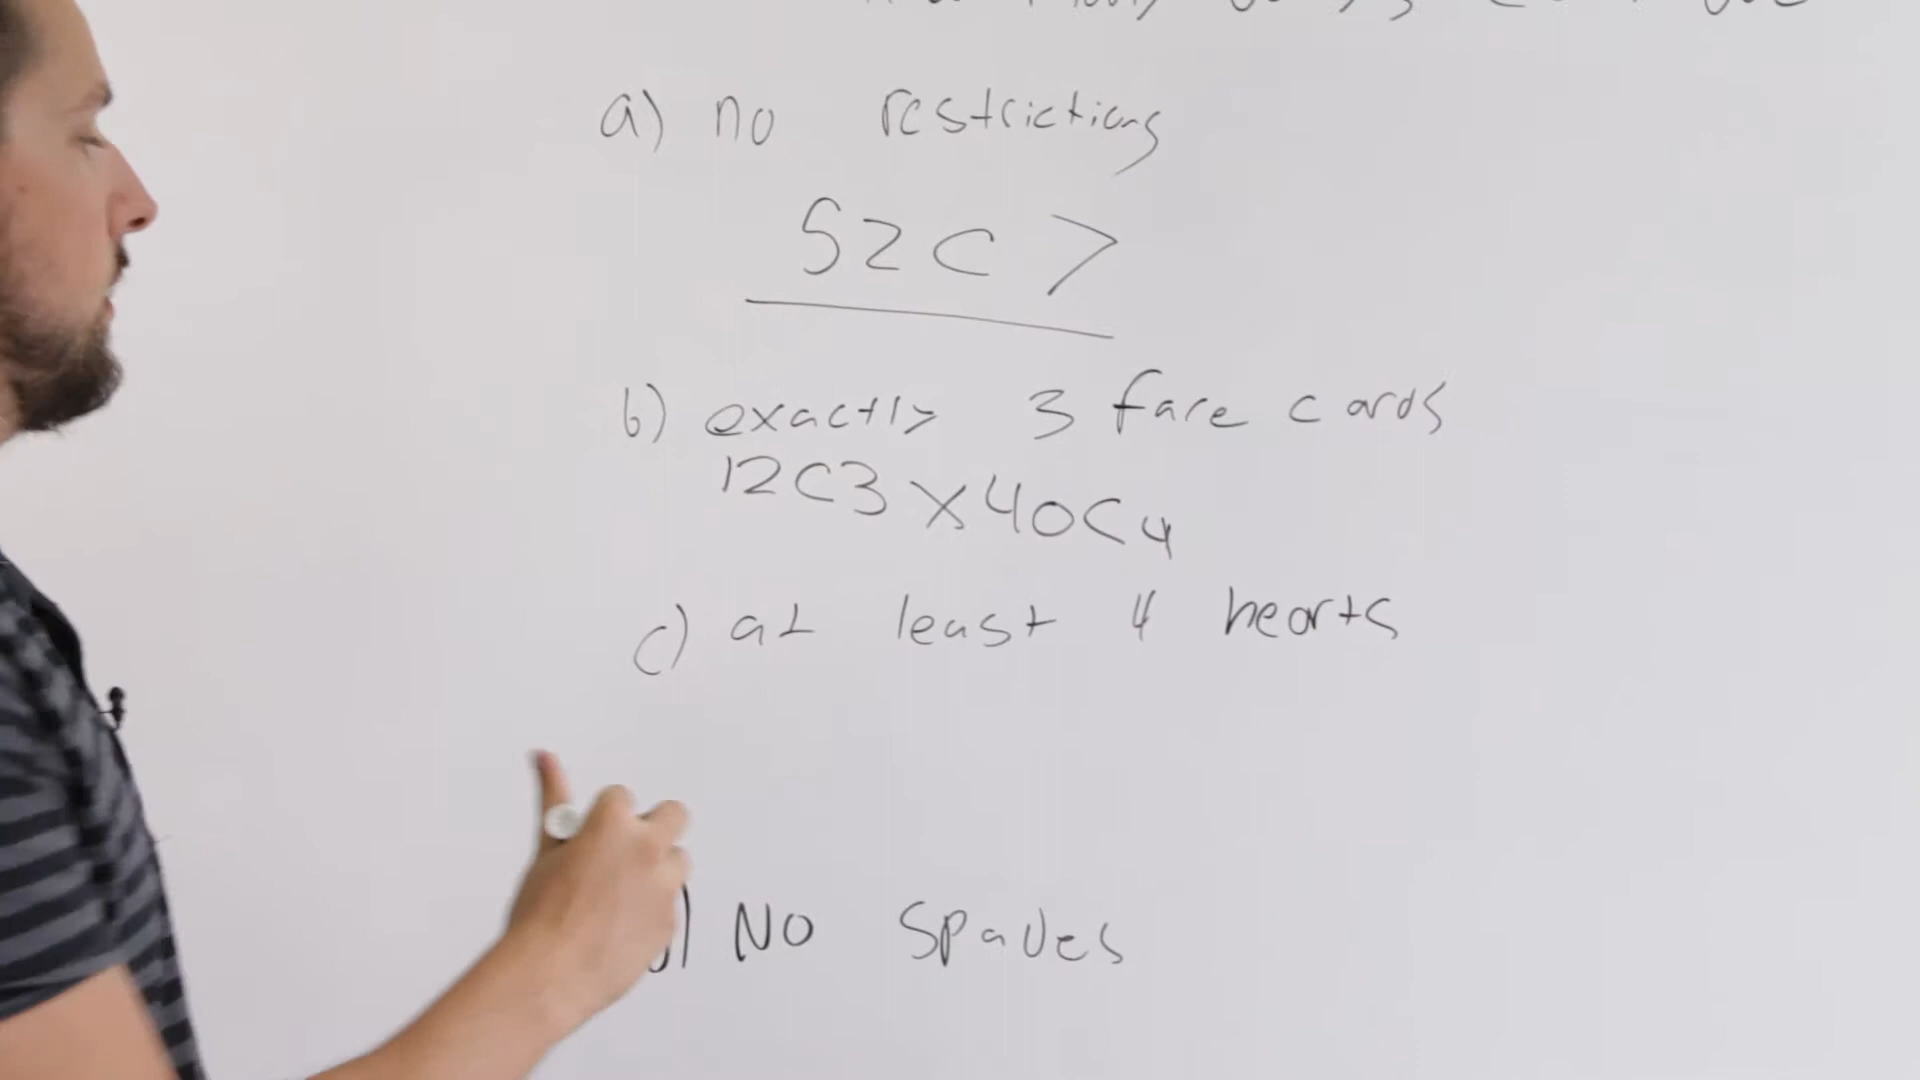 a) no restrictions
52C7
b) exactly 3 face cards
12C3 X 40C4
c) at least 4 hearts
) NO Spades